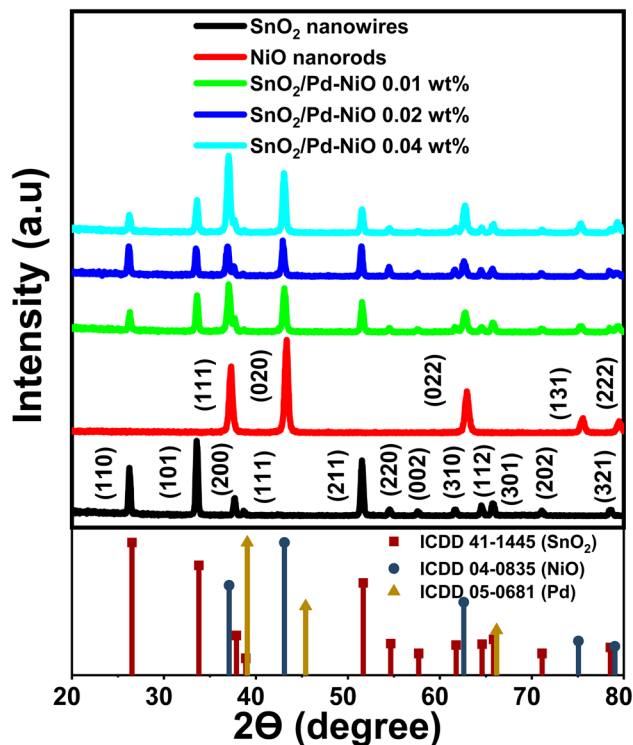 SnO₂ nanowires
NiO nanorods
SnO₂/Pd-NiO 0.01 wt%
SnO₂/Pd-NiO 0.02 wt%
SnO₂/Pd-NiO 0.04 wt%
Intensity (a.u)
(111)
(020)
(022)
(131)
(222)
(110)
(101)
(200)
(111)
(211)
(220)
(002)
(310)
(112)
(301)
(202)
(321)
ICDD 41-1445 (SnO₂)
ICDD 04-0835 (NiO)
ICDD 05-0681 (Pd)
20 30 40 50 60 70 80
2Θ (degree)